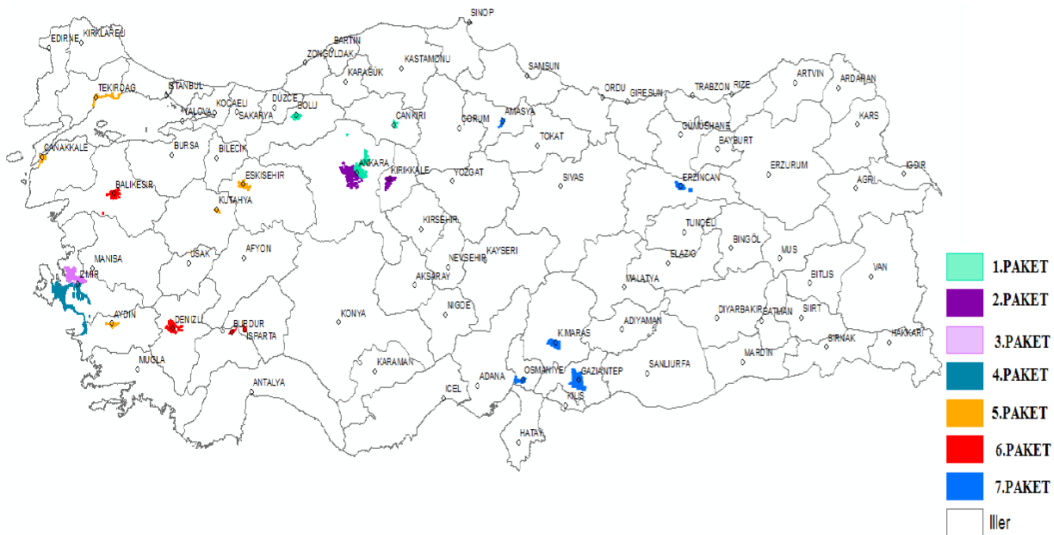 SINOP
EDIRNE
KIRKLARELI
BARTIN
ZONGULDAK
KASTAMONU
KARABUK
SAMSUN
ARTVIN
ARDAHAN
TEKIRDAG
ISTANBUL
ORDU
GIRESUN
TRABZON
RIZE
YALOVA
KOCAELI
SAKARYA
DUZCE
BOLU
CANKIRI
CORUM
AMASYA
TOKAT
GUMUSHANE
BAYBURT
KARS
CANAKKALE
BURSA
BILECIK
ANKARA
KIRIKKALE
YOZGAT
SIVAS
ERZINCAN
ERZURUM
AGRI
IGDIR
BALIKESIR
ESKISEHIR
KUTAHYA
KIRSEHIR
TUNCELI
BINGÖL
MUS
MANISA
USAK
AFYON
NEVSEHIR
KAYSERI
ELAZIG
BITLIS
VAN
IZMIR
AKSARAY
MALATYA
AYDIN
DENIZLI
BURDUR
ISPARTA
KONYA
NIGDE
ADIYAMAN
DIYARBAKIR
BATMAN
SIIRT
SIRNAK
HAKKARI
MUGLA
ANTALYA
KARAMAN
ICEL
ADANA
K.MARAS
OSMANIYE
GAZIANTEP
KILIS
SANLIURFA
MARDIN
HATAY
1.PAKET
2.PAKET
3.PAKET
4.PAKET
5.PAKET
6.PAKET
7.PAKET
Iller